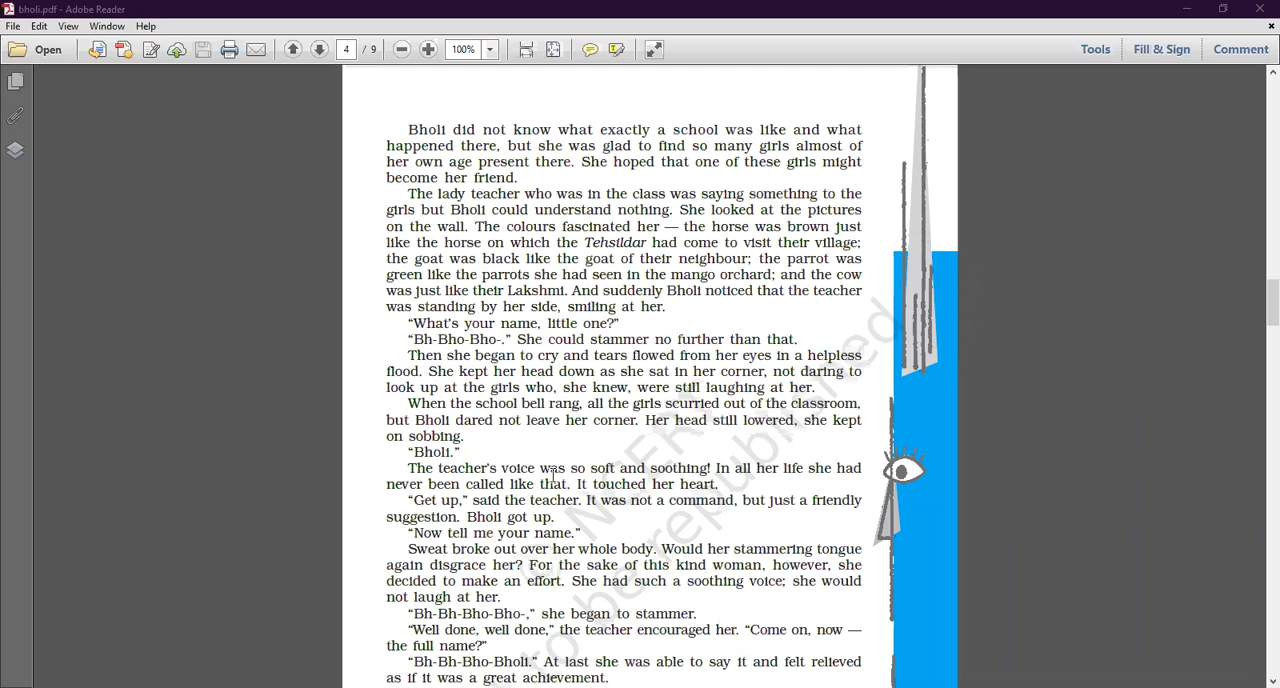 bholi.pdf - Adobe Reader
File Edit View Window Help
Open 4 / 9 100% Tools Fill & Sign Comment
Bholi did not know what exactly a school was like and what
happened there, but she was glad to find so many girls almost of
her own age present there. She hoped that one of these girls might
become her friend.
The lady teacher who was in the class was saying something to the
girls but Bholi could understand nothing. She looked at the pictures
on the wall. The colours fascinated her — the horse was brown just
like the horse on which the Tehsildar had come to visit their village;
the goat was black like the goat of their neighbour; the parrot was
green like the parrots she had seen in the mango orchard; and the cow
was just like their Lakshmi. And suddenly Bholi noticed that the teacher
was standing by her side, smiling at her.
“What’s your name, little one?”
“Bh-Bho-Bho-.” She could stammer no further than that.
Then she began to cry and tears flowed from her eyes in a helpless
flood. She kept her head down as she sat in her corner, not daring to
look up at the girls who, she knew, were still laughing at her.
When the school bell rang, all the girls scurried out of the classroom,
but Bholi dared not leave her corner. Her head still lowered, she kept
on sobbing.
“Bholi.”
The teacher’s voice was so soft and soothing! In all her life she had
never been called like that. It touched her heart.
“Get up,” said the teacher. It was not a command, but just a friendly
suggestion. Bholi got up.
“Now tell me your name.”
Sweat broke out over her whole body. Would her stammering tongue
again disgrace her? For the sake of this kind woman, however, she
decided to make an effort. She had such a soothing voice; she would
not laugh at her.
“Bh-Bh-Bho-Bho-,” she began to stammer.
“Well done, well done,” the teacher encouraged her. “Come on, now —
the full name?”
“Bh-Bh-Bho-Bholi.” At last she was able to say it and felt relieved
as if it was a great achievement.
© NCERT
to be republished